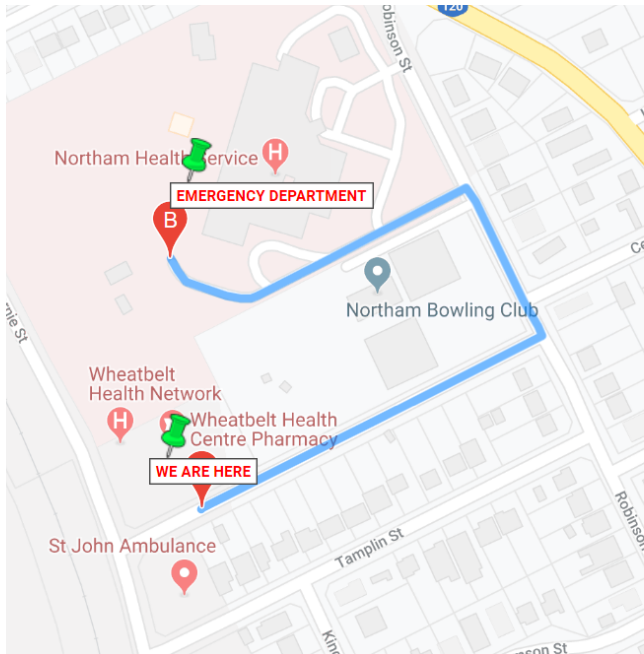 120
Robinson St
Northam Health Service
H
EMERGENCY DEPARTMENT
B
Northam Bowling Club
Wheatbelt
Health Network
H
Wheatbelt Health
Centre Pharmacy
WE ARE HERE
St John Ambulance
Tamplin St
Robinson St